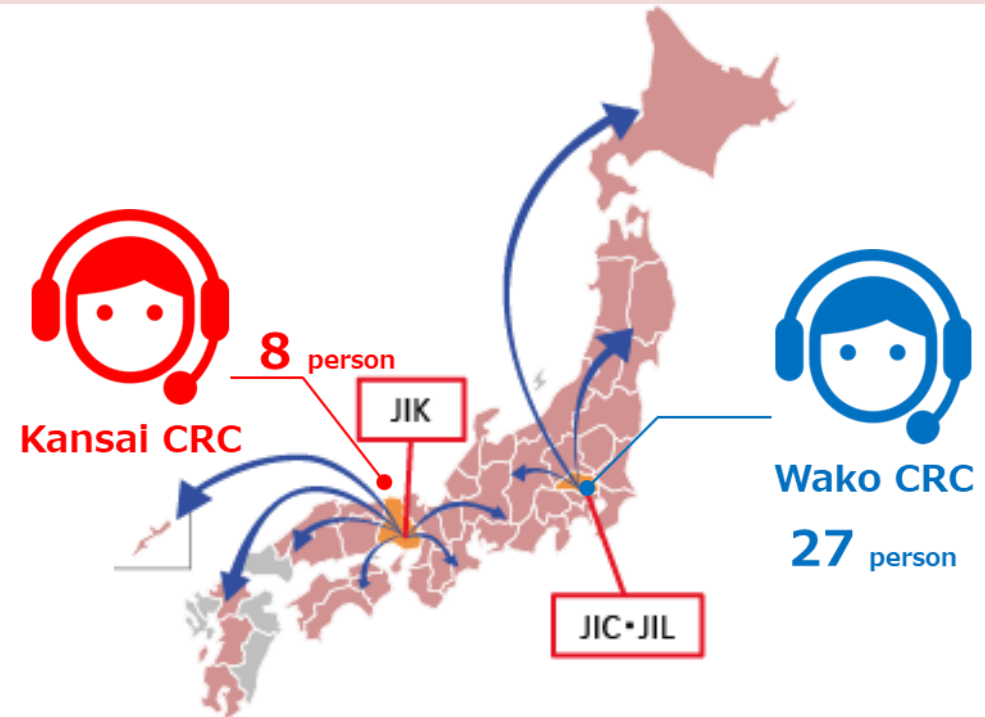 8 person
Kansai CRC
JIK
Wako CRC
27 person
JIC・JIL